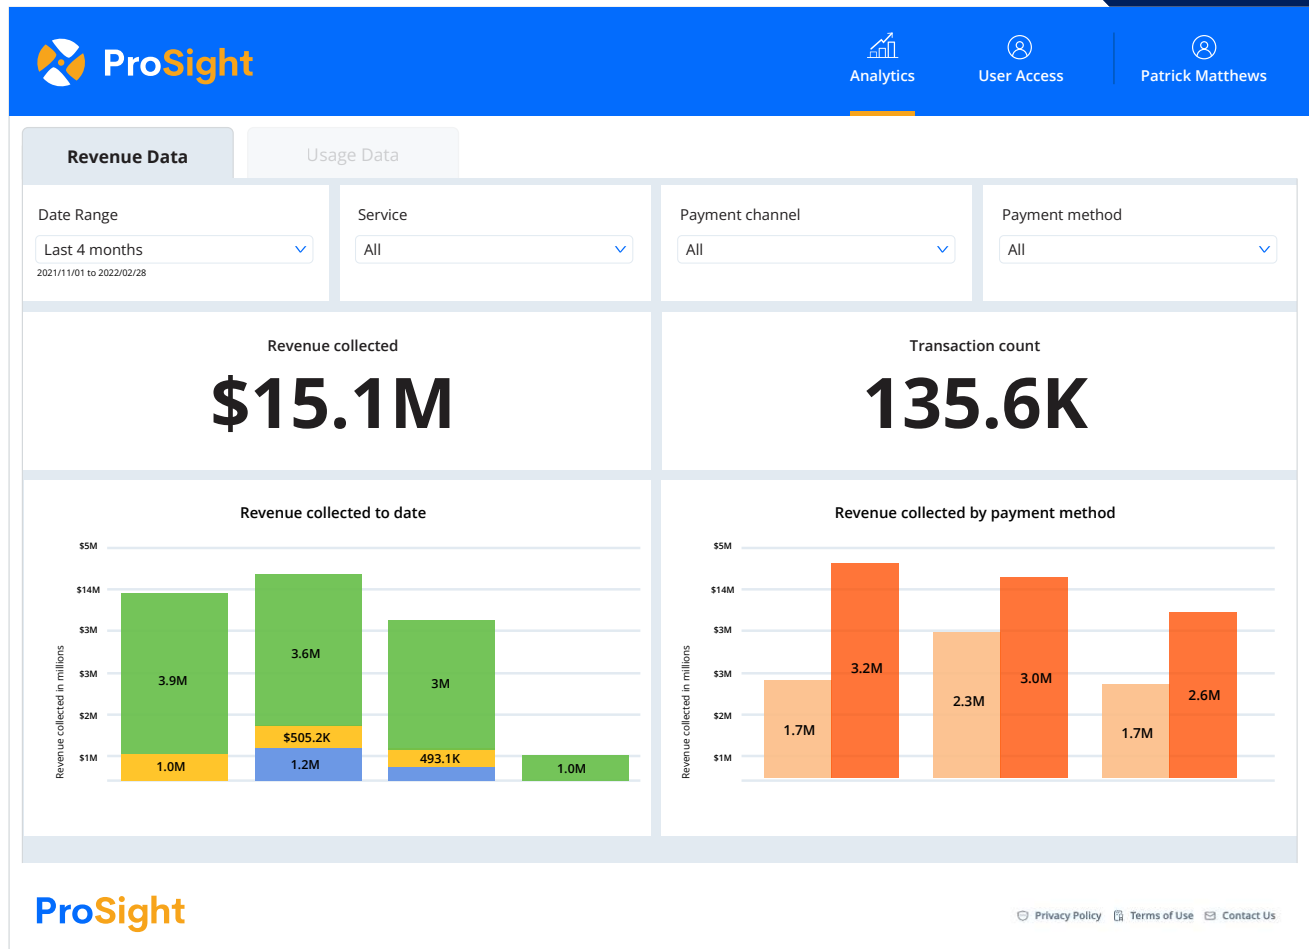 ProSight
Analytics
User Access
Patrick Matthews
Revenue Data
Usage Data
Date Range
Last 4 months
2021/11/01 to 2022/02/28
Service
All
Payment channel
All
Payment method
All
Revenue collected
$15.1M
Transaction count
135.6K
Revenue collected to date
Revenue collected in millions
$5M
$14M
$3M
$3M
$2M
$1M
3.9M
1.0M
3.6M
$505.2K
1.2M
3M
493.1K
1.0M
Revenue collected by payment method
Revenue collected in millions
$5M
$14M
$3M
$3M
$2M
$1M
1.7M
3.2M
2.3M
3.0M
1.7M
2.6M
ProSight
Privacy Policy
Terms of Use
Contact Us